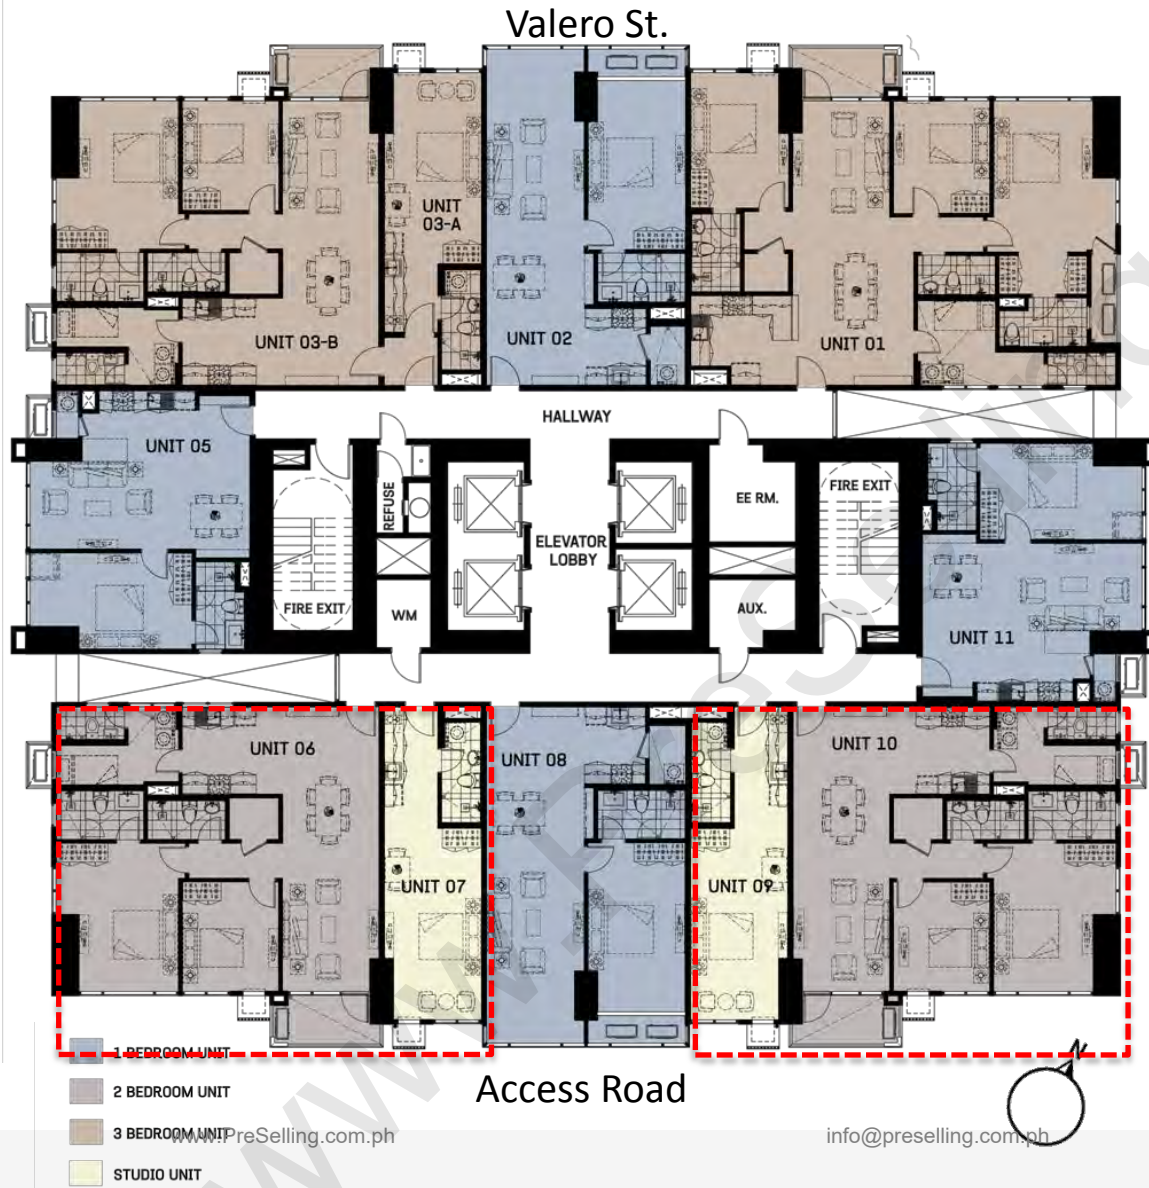 Valero St.
UNIT
03-A
UNIT 03-B
UNIT 02
UNIT 01
HALLWAY
UNIT 05
REFUSE
EE RM.
FIRE EXIT
ELEVATOR
LOBBY
FIRE EXIT
WM
AUX.
UNIT 11
UNIT 06
UNIT 08
UNIT 10
UNIT 07
UNIT 09
N
1 BEDROOM UNIT
2 BEDROOM UNIT
3 BEDROOM UNIT
STUDIO UNIT
Access Road
www.PreSelling.com.ph
info@preselling.com.ph
www.PreSelling